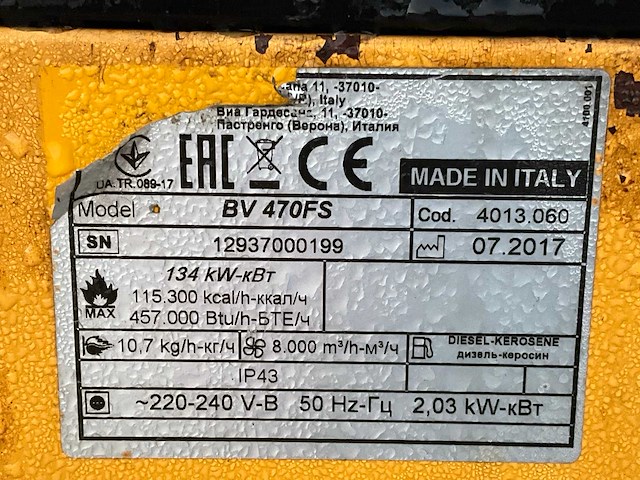 11, -37010-
Italy
Виа Гардесана, 11, -37010-
Пастренго (Верона), Италия
4100.001
UA.TR.089-17
EAC CE MADE IN ITALY
Model BV 470FS Cod. 4013.060
SN 12937000199 07.2017
134 kW-кВт
115.300 kcal/h-ккал/ч
MAX 457.000 Btu/h-БТЕ/ч
10,7 kg/h-кг/ч 8.000 m³/h-м³/ч DIESEL-KEROSENE
дизель-керосин
IP43
~220-240 V-В 50 Hz-Гц 2,03 kW-кВт